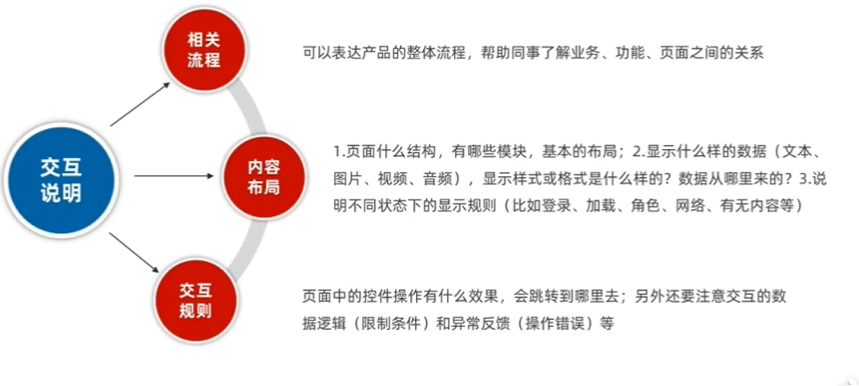 相关
流程
可以表达产品的整体流程，帮助同事了解业务、功能、页面之间的关系
交互
说明
内容
布局
1.页面什么结构，有哪些模块，基本的布局；2.显示什么样的数据（文本、
图片、视频、音频），显示样式或格式是什么样的？数据从哪里来的？3.说
明不同状态下的显示规则（比如登录、加载、角色、网络、有无内容等）
交互
规则
页面中的控件操作有什么效果，会跳转到哪里去；另外还要注意交互的数
据逻辑（限制条件）和异常反馈（操作错误）等